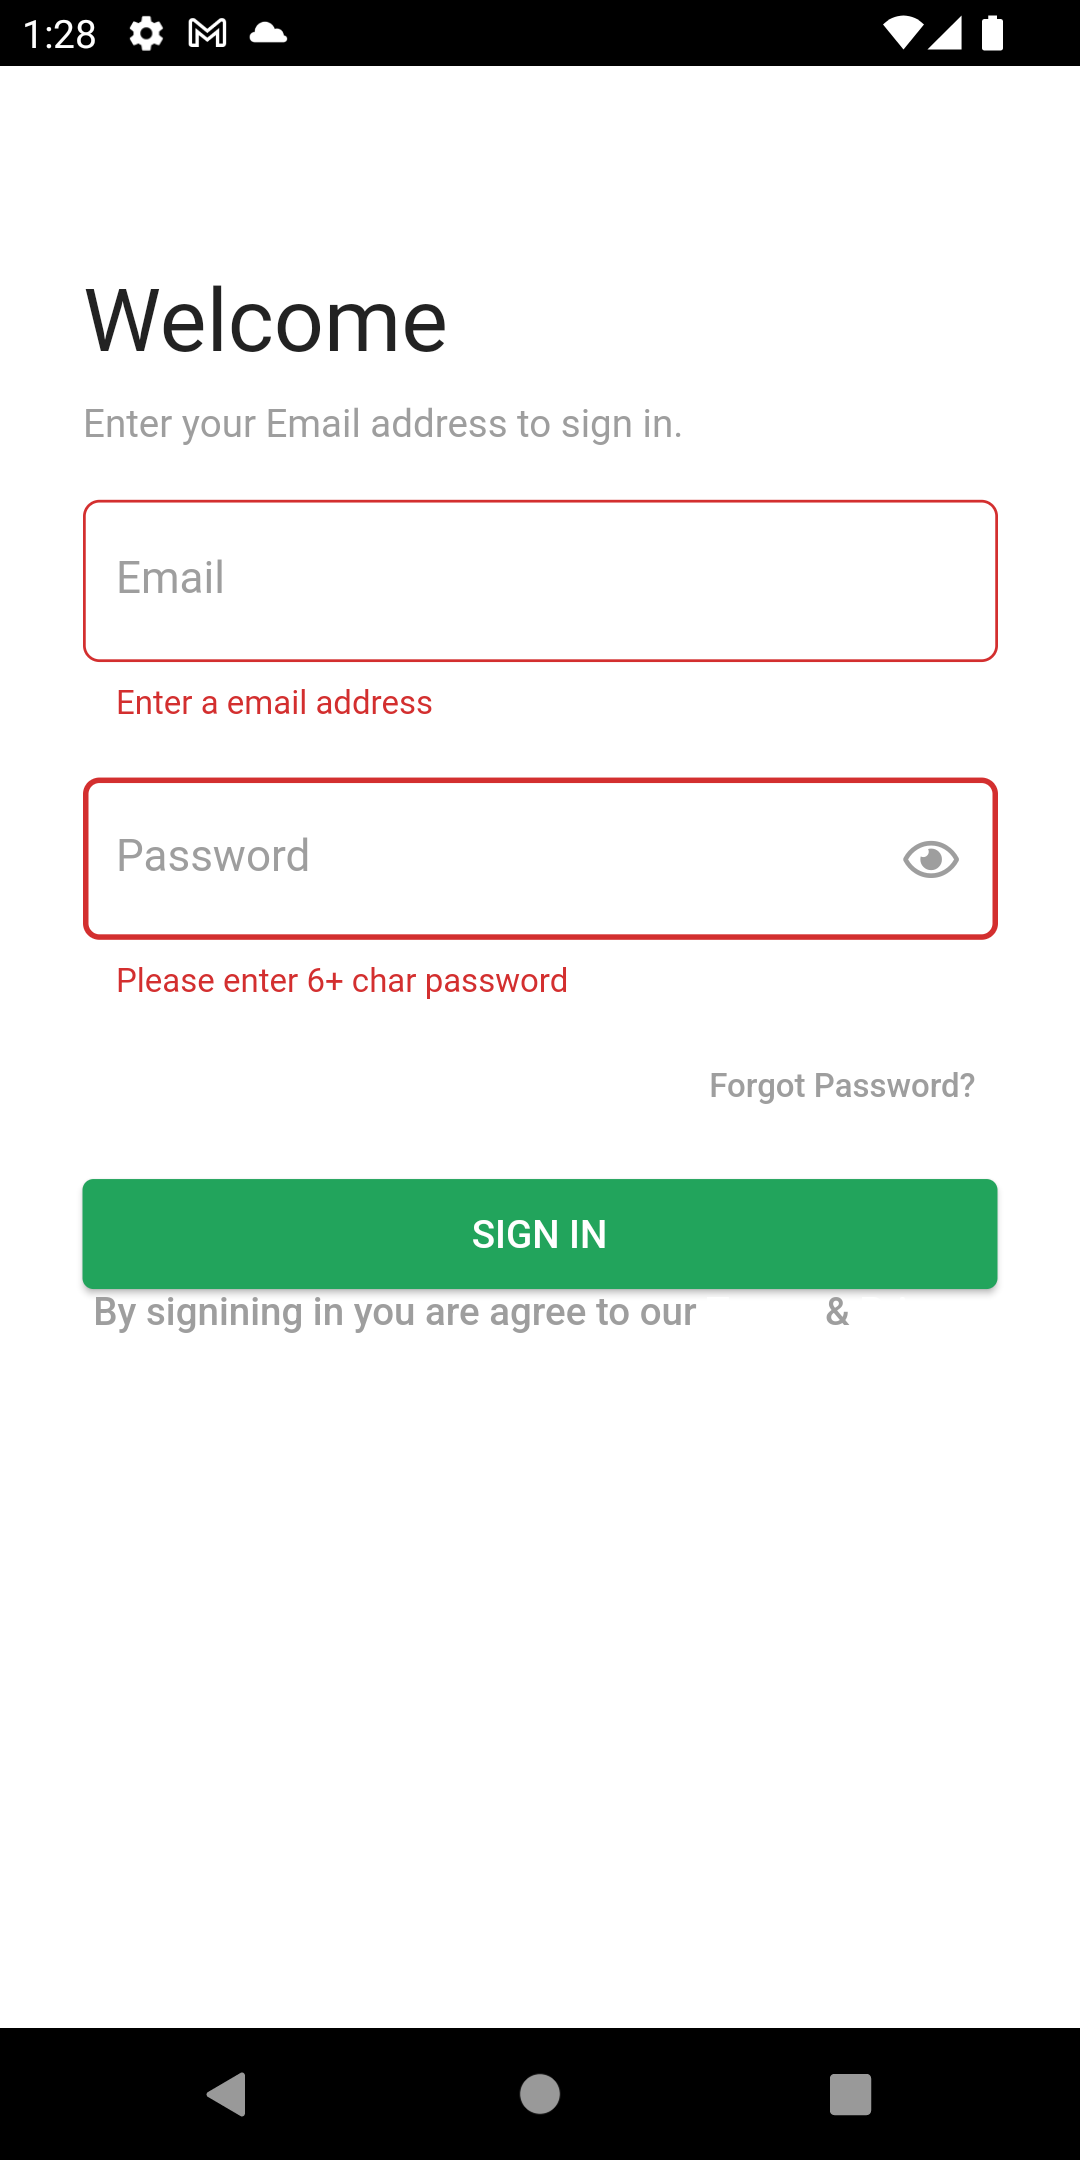 1:28
Welcome
Enter your Email address to sign in.
Email
Enter a email address
Password
Please enter 6+ char password
Forgot Password?
SIGN IN
By signining in you are agree to our &